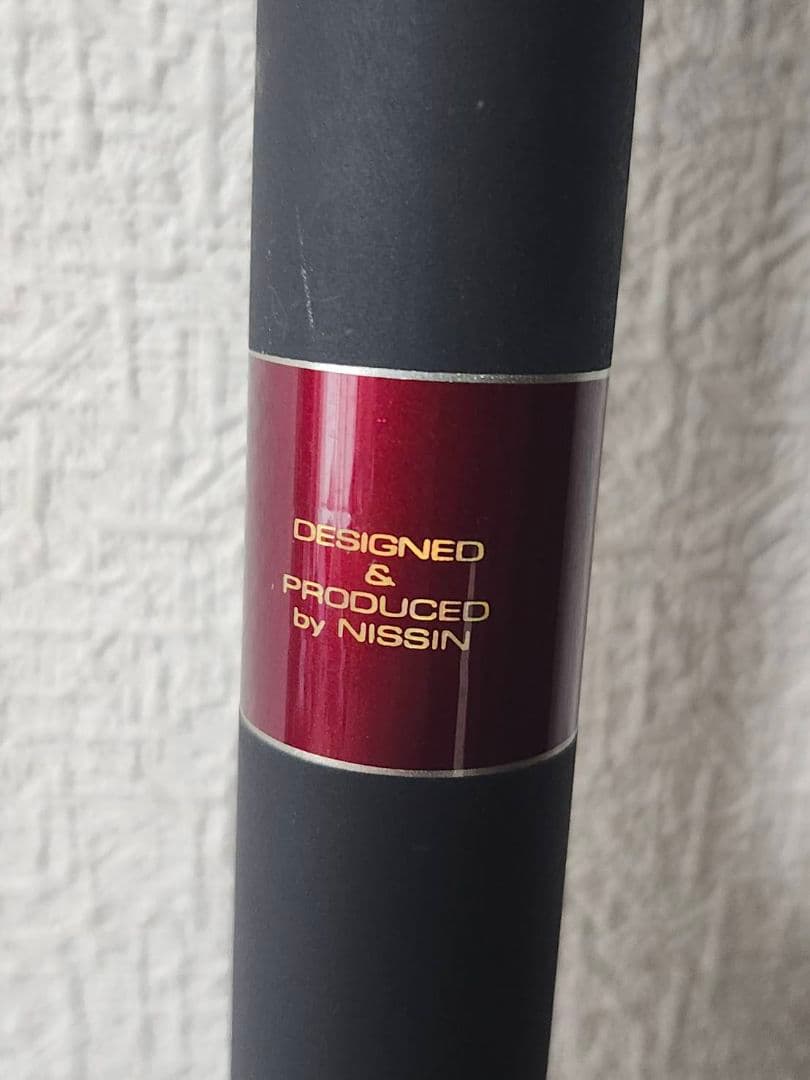 DESIGNED
&
PRODUCED
by NISSIN